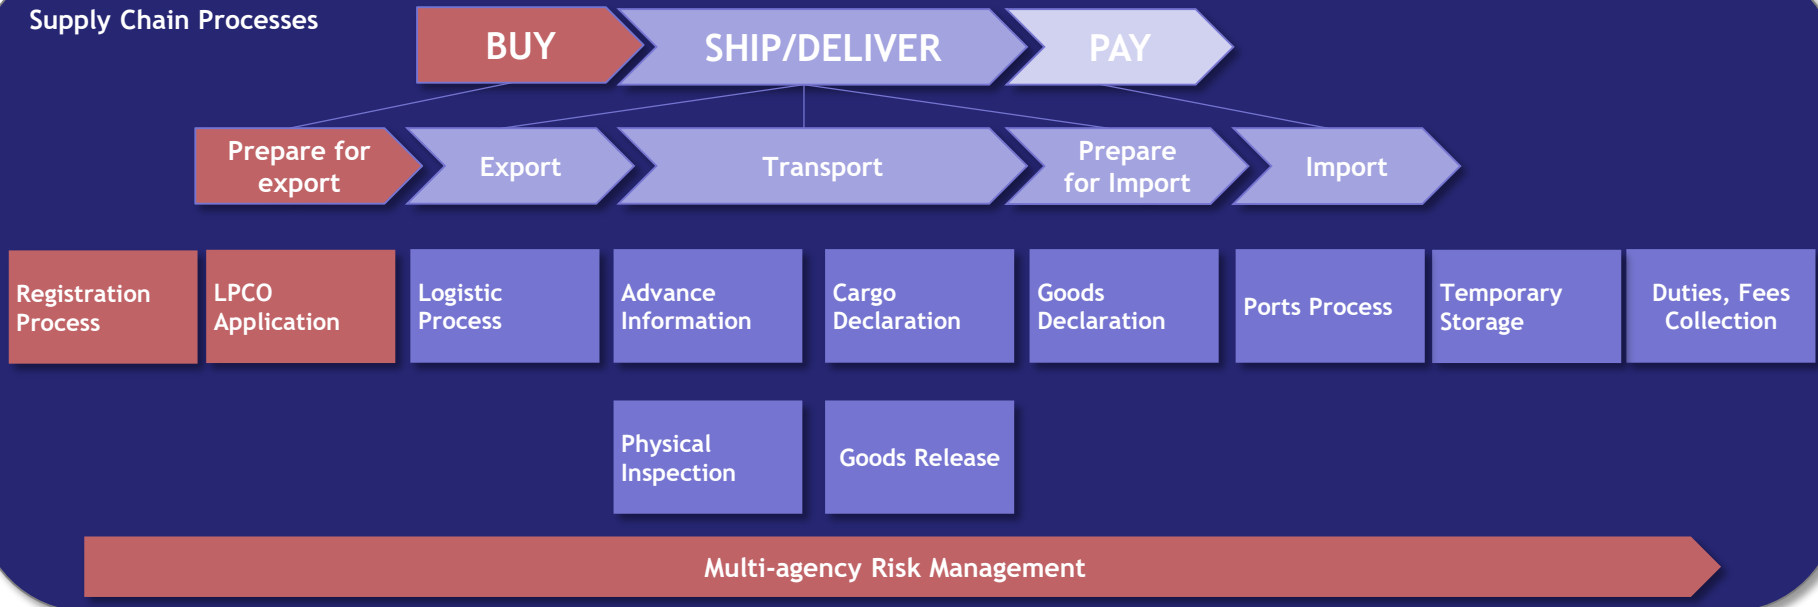 Supply Chain Processes
BUY
SHIP/DELIVER
PAY
Prepare for
export
Export
Transport
Prepare
for Import
Import
Registration
Process
LPCO
Application
Logistic
Process
Advance
Information
Cargo
Declaration
Goods
Declaration
Ports Process
Temporary
Storage
Duties, Fees
Collection
Physical
Inspection
Goods Release
Multi-agency Risk Management